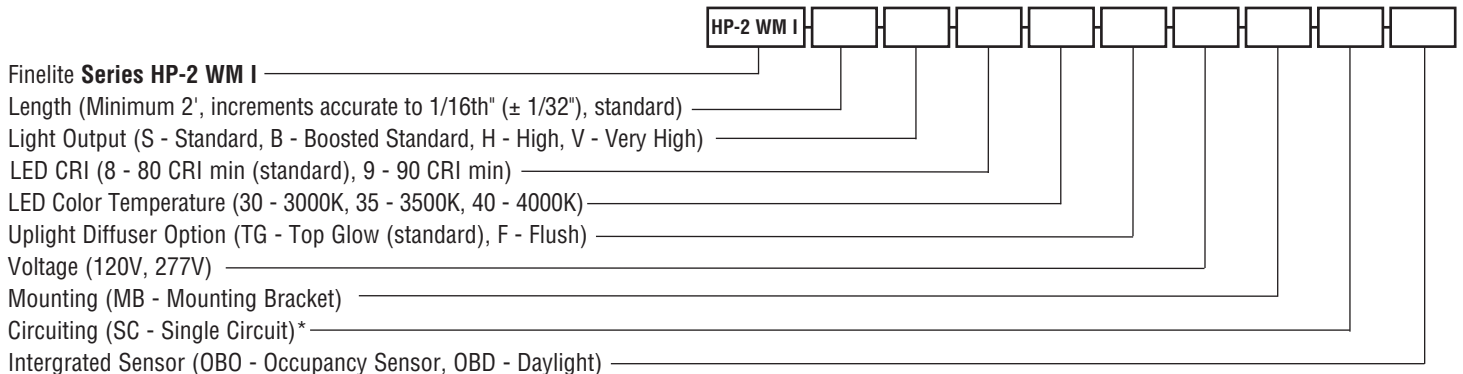 HP-2 WM I
Finelite Series HP-2 WM I
Length (Minimum 2', increments accurate to 1/16th" (± 1/32"), standard)
Light Output (S - Standard, B - Boosted Standard, H - High, V - Very High)
LED CRI (8 - 80 CRI min (standard), 9 - 90 CRI min)
LED Color Temperature (30 - 3000K, 35 - 3500K, 40 - 4000K)
Uplight Diffuser Option (TG - Top Glow (standard), F - Flush)
Voltage (120V, 277V)
Mounting (MB - Mounting Bracket)
Circuiting (SC - Single Circuit)*
Intergrated Sensor (OBO - Occupancy Sensor, OBD - Daylight)